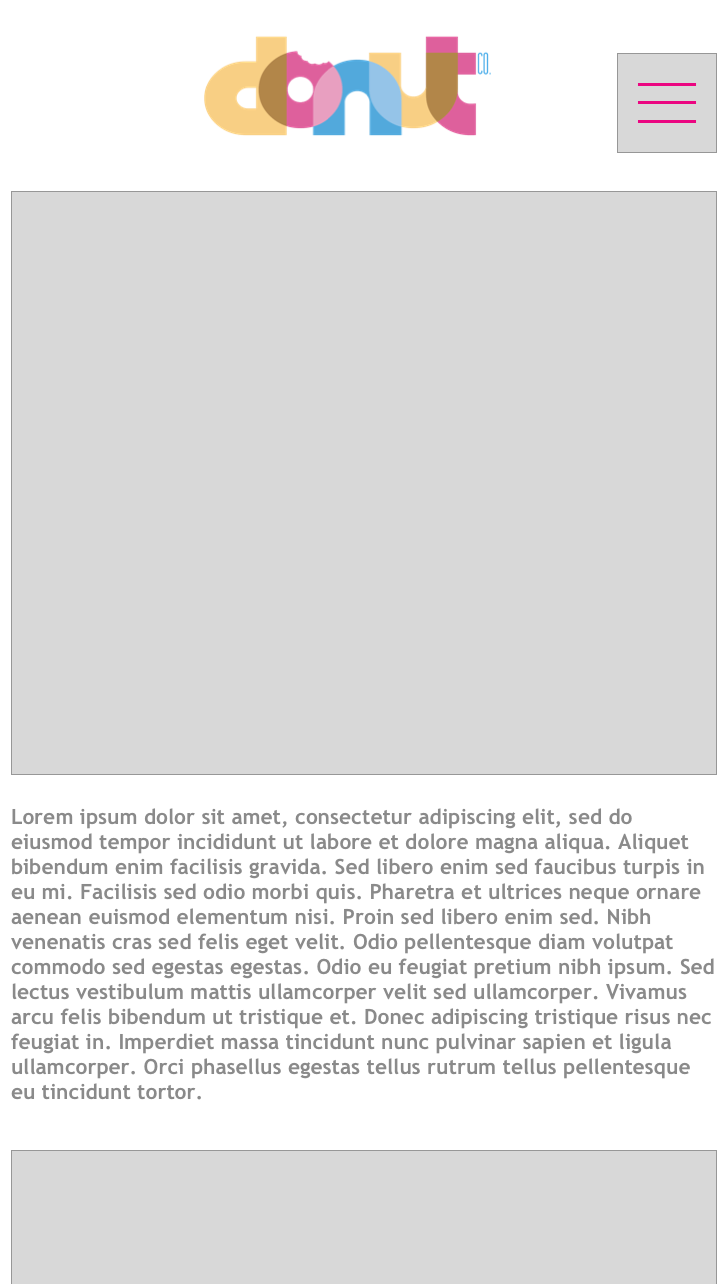 donut CO.
Lorem ipsum dolor sit amet, consectetur adipiscing elit, sed do
eiusmod tempor incididunt ut labore et dolore magna aliqua. Aliquet
bibendum enim facilisis gravida. Sed libero enim sed faucibus turpis in
eu mi. Facilisis sed odio morbi quis. Pharetra et ultrices neque ornare
aenean euismod elementum nisi. Proin sed libero enim sed. Nibh
venenatis cras sed felis eget velit. Odio pellentesque diam volutpat
commodo sed egestas egestas. Odio eu feugiat pretium nibh ipsum. Sed
lectus vestibulum mattis ullamcorper velit sed ullamcorper. Vivamus
arcu felis bibendum ut tristique et. Donec adipiscing tristique risus nec
feugiat in. Imperdiet massa tincidunt nunc pulvinar sapien et ligula
ullamcorper. Orci phasellus egestas tellus rutrum tellus pellentesque
eu tincidunt tortor.